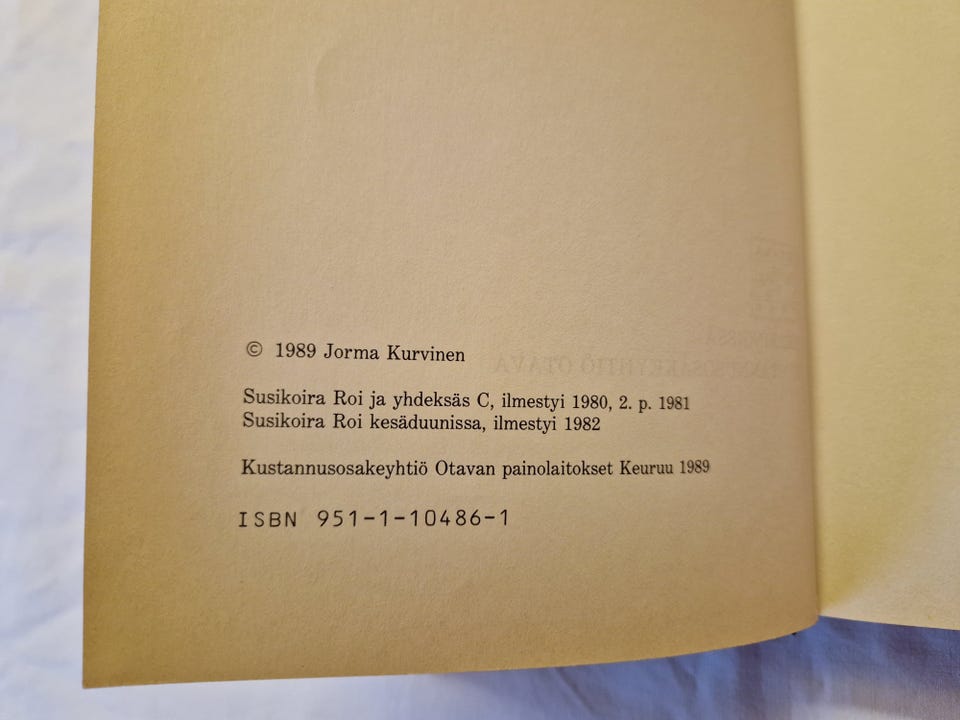 © 1989 Jorma Kurvinen
Susikoira Roi ja yhdeksäs C, ilmestyi 1980, 2. p. 1981
Susikoira Roi kesäduunissa, ilmestyi 1982
Kustannusosakeyhtiö Otavan painolaitokset Keuruu 1989
ISBN 951-1-10486-1